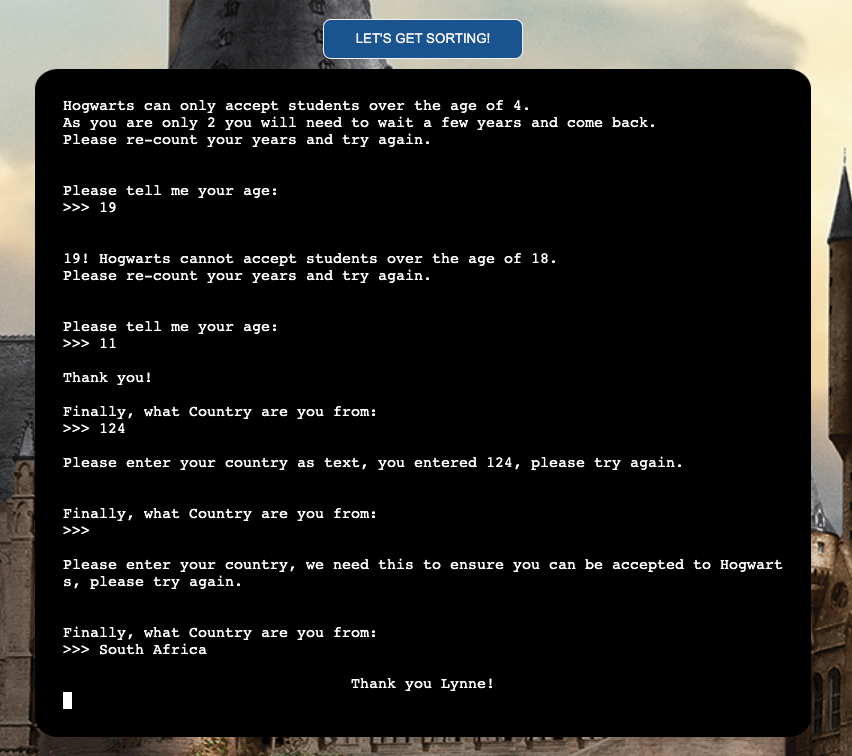 LET'S GET SORTING!
Hogwarts can only accept students over the age of 4.
As you are only 2 you will need to wait a few years and come back.
Please re-count your years and try again.
Please tell me your age:
>>> 19
19! Hogwarts cannot accept students over the age of 18.
Please re-count your years and try again.
Please tell me your age:
>>> 11
Thank you!
Finally, what Country are you from:
>>> 124
Please enter your country as text, you entered 124, please try again.
Finally, what Country are you from:
>>>
Please enter your country, we need this to ensure you can be accepted to Hogwart
s, please try again.
Finally, what Country are you from:
>>> South Africa
Thank you Lynne!